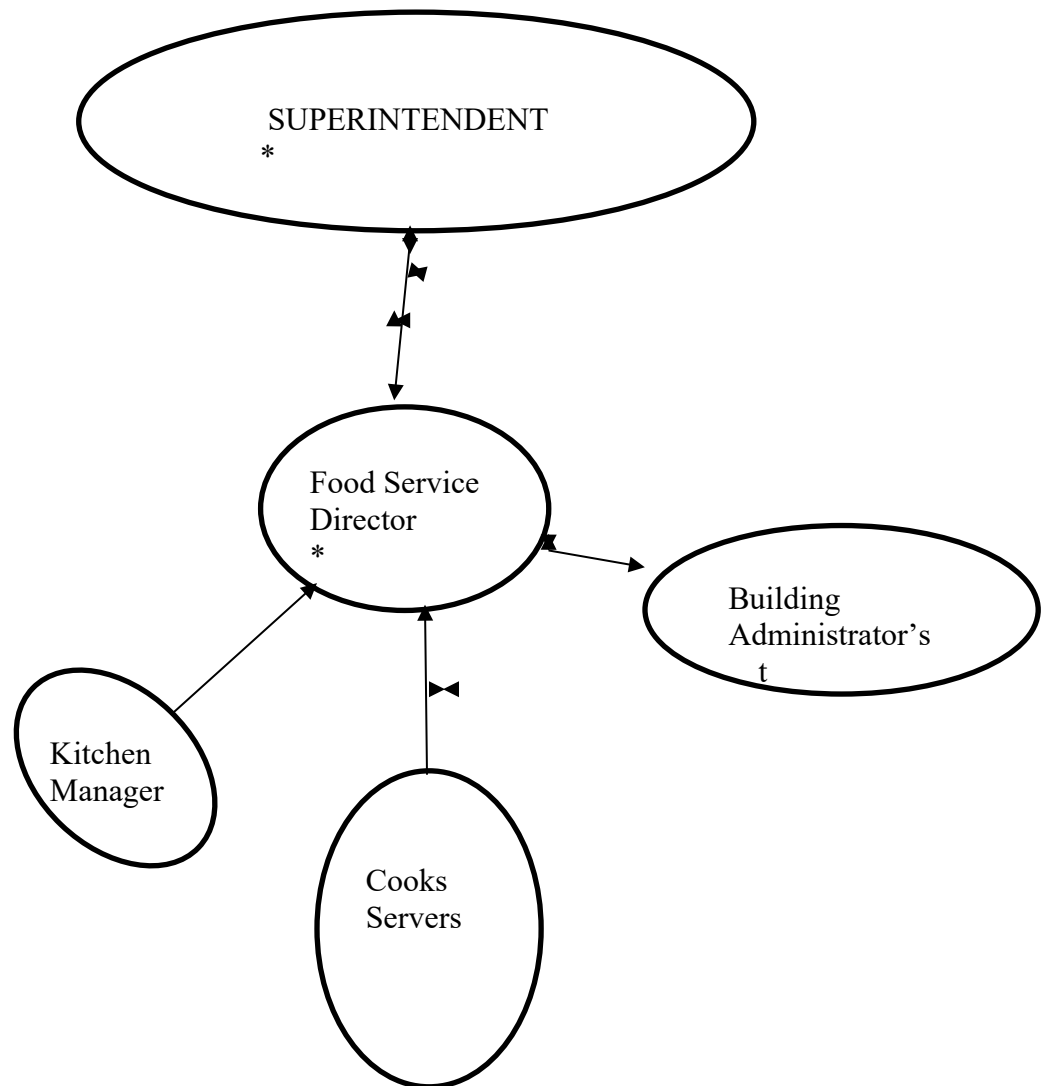 SUPERINTENDENT
*
Food Service
Director
*
Building
Administrator’s
t
Kitchen
Manager
Cooks
Servers